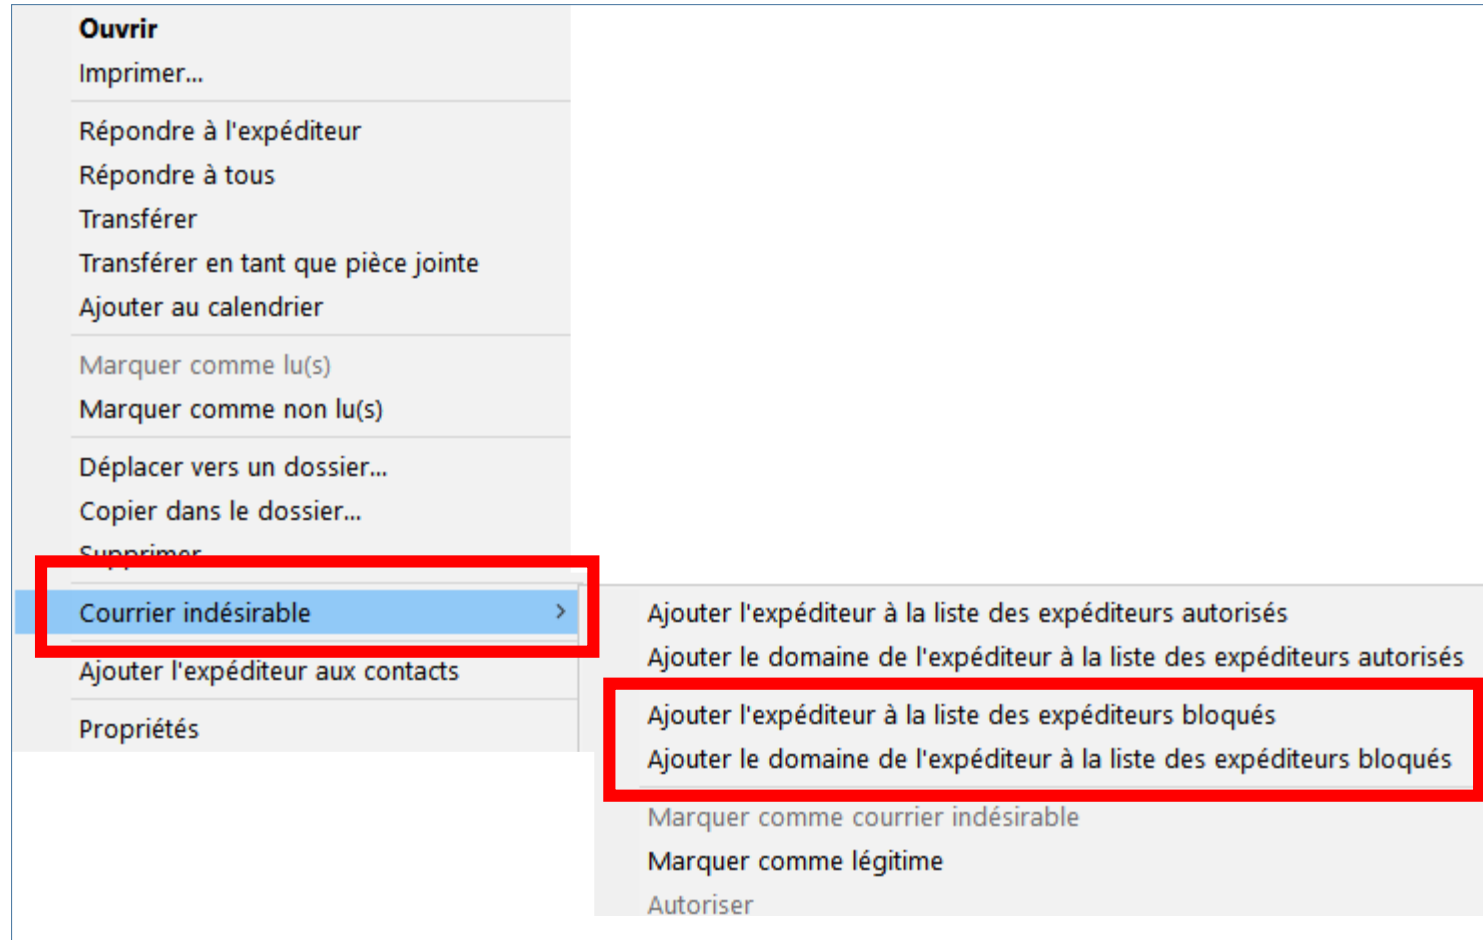 Ouvrir
Imprimer...
Répondre à l'expéditeur
Répondre à tous
Transférer
Transférer en tant que pièce jointe
Ajouter au calendrier
Marquer comme lu(s)
Marquer comme non lu(s)
Déplacer vers un dossier...
Copier dans le dossier...
Supprimer
Courrier indésirable >
Ajouter l'expéditeur aux contacts
Propriétés
Ajouter l'expéditeur à la liste des expéditeurs autorisés
Ajouter le domaine de l'expéditeur à la liste des expéditeurs autorisés
Ajouter l'expéditeur à la liste des expéditeurs bloqués
Ajouter le domaine de l'expéditeur à la liste des expéditeurs bloqués
Marquer comme courrier indésirable
Marquer comme légitime
Autoriser